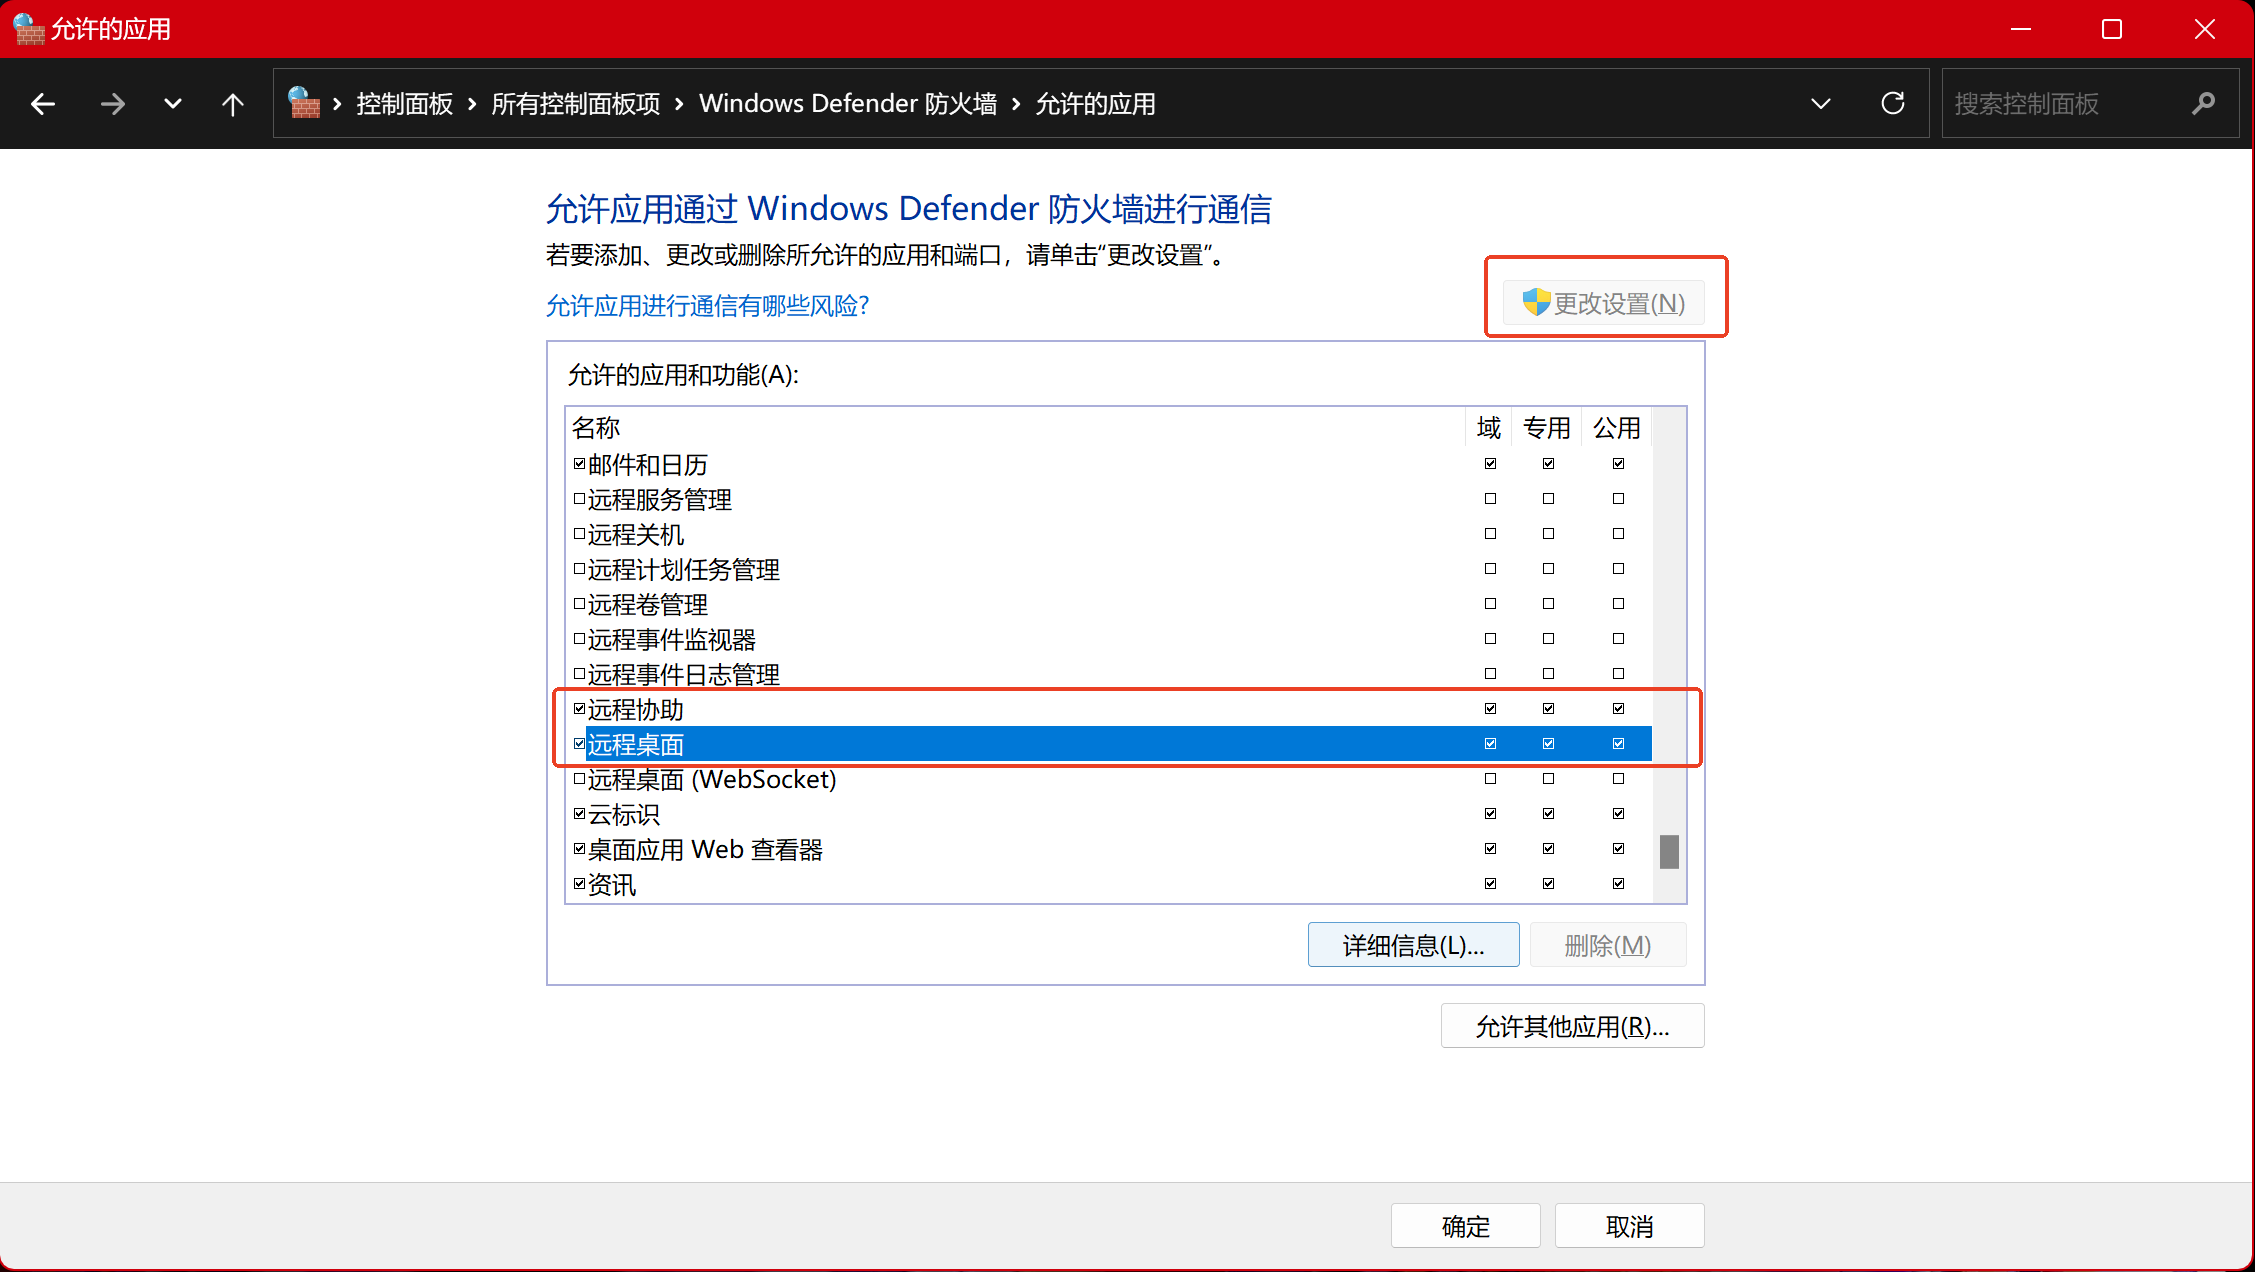 允许的应用
控制面板 所有控制面板项 Windows Defender 防火墙 允许的应用
搜索控制面板
允许应用通过 Windows Defender 防火墙进行通信
若要添加、更改或删除所允许的应用和端口，请单击“更改设置”。
允许应用进行通信有哪些风险?
更改设置(N)
允许的应用和功能(A):
名称 域 专用 公用
邮件和日历
远程服务管理
远程关机
远程计划任务管理
远程卷管理
远程事件监视器
远程事件日志管理
远程协助
远程桌面
远程桌面 (WebSocket)
云标识
桌面应用 Web 查看器
资讯
详细信息(L)... 删除(M)
允许其他应用(R)...
确定 取消